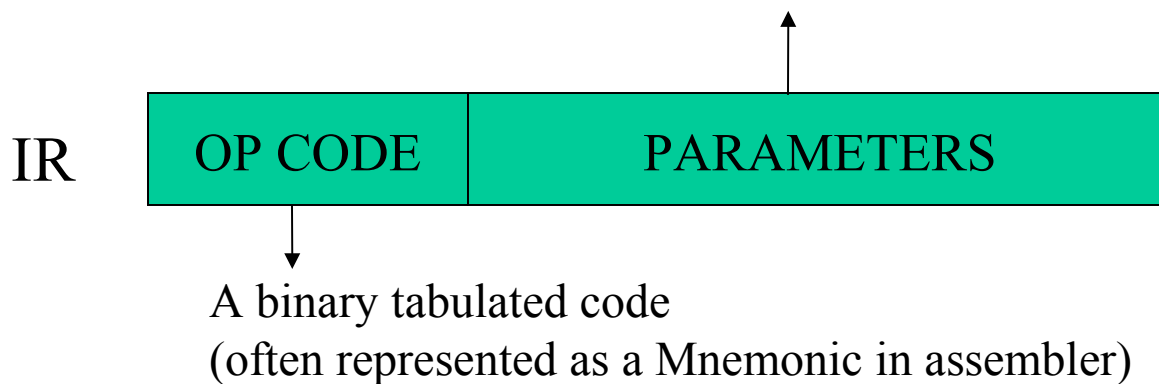 IR
OP CODE
PARAMETERS
A binary tabulated code
(often represented as a Mnemonic in assembler)